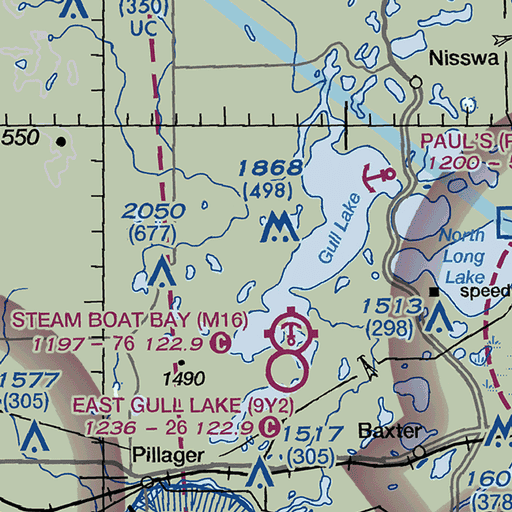 (350)
UC
Nisswa
550
PAUL'S (F
1200 - 5
1868
(498)
2050
(677)
Gull Lake
North
Long
Lake
speed
1513
(298)
STEAM BOAT BAY (M16)
1197 - 76 122.9 C
1490
1577
(305)
EAST GULL LAKE (9Y2)
1236 - 26 122.9 C
1517
(305)
Baxter
Pillager
160
(378